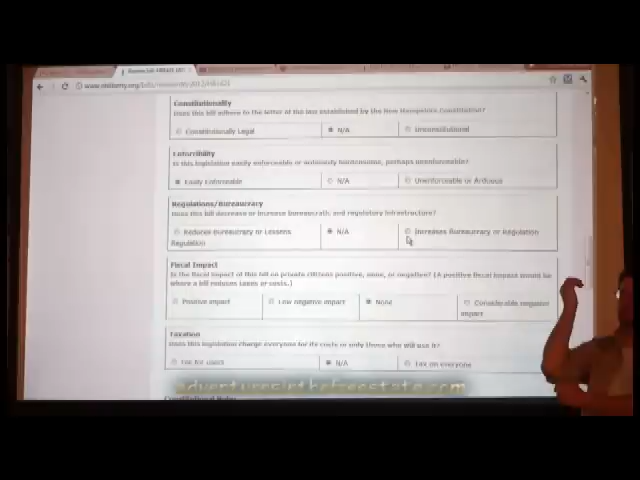 Constitutionality
Does this bill adhere to the letter of the law established by the New Hampshire Constitution?
Constitutionally Legal N/A Unconstitutional
Enforcibility
Is this legislation easily enforceable or arduously burdensome, perhaps unenforceable?
Easily Enforceable N/A Unenforceable or Arduous
Regulations/Bureaucracy
Does this bill decrease or increase bureaucratic and regulatory infrastructure?
Reduces Bureaucracy or Lessens N/A Increases Bureaucracy or Regulation
Regulation
Fiscal Impact
Is the fiscal impact of this bill on private citizens positive, none, or negative? (A positive fiscal impact would be
where a bill reduces taxes or costs.)
Positive impact Low negative impact None Considerable negative
impact
Taxation
Does this legislation charge everyone for its costs or only those who will use it?
Tax for users N/A Tax on everyone
adventuresinthefreestate.com